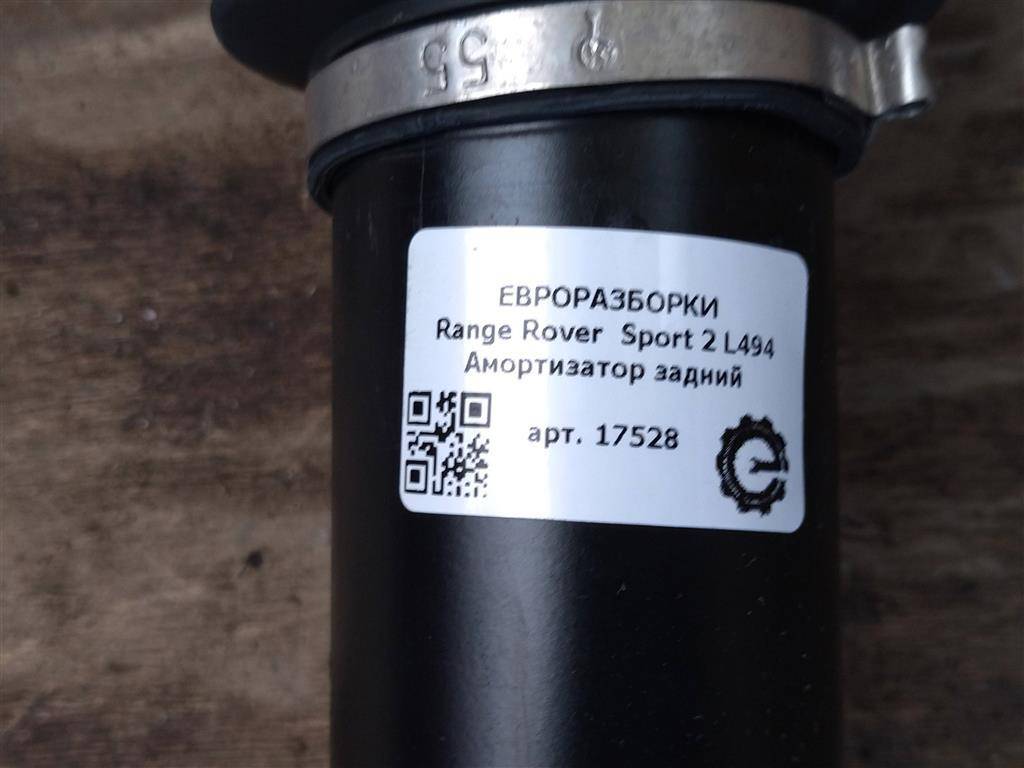 55
ЕВРОРАЗБОРКИ
Range Rover Sport 2 L494
Амортизатор задний
арт. 17528